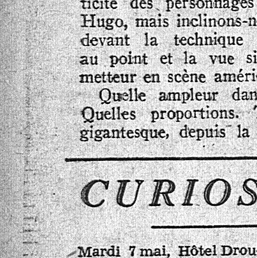 ticité des personnages
Hugo, mais inclinons-n
devant la technique
au point et la vue si
metteur en scène améri
Quelle ampleur dan
Quelles proportions.
gigantesque, depuis la
CURIOS
Mardi 7 mai, Hôtel Drou